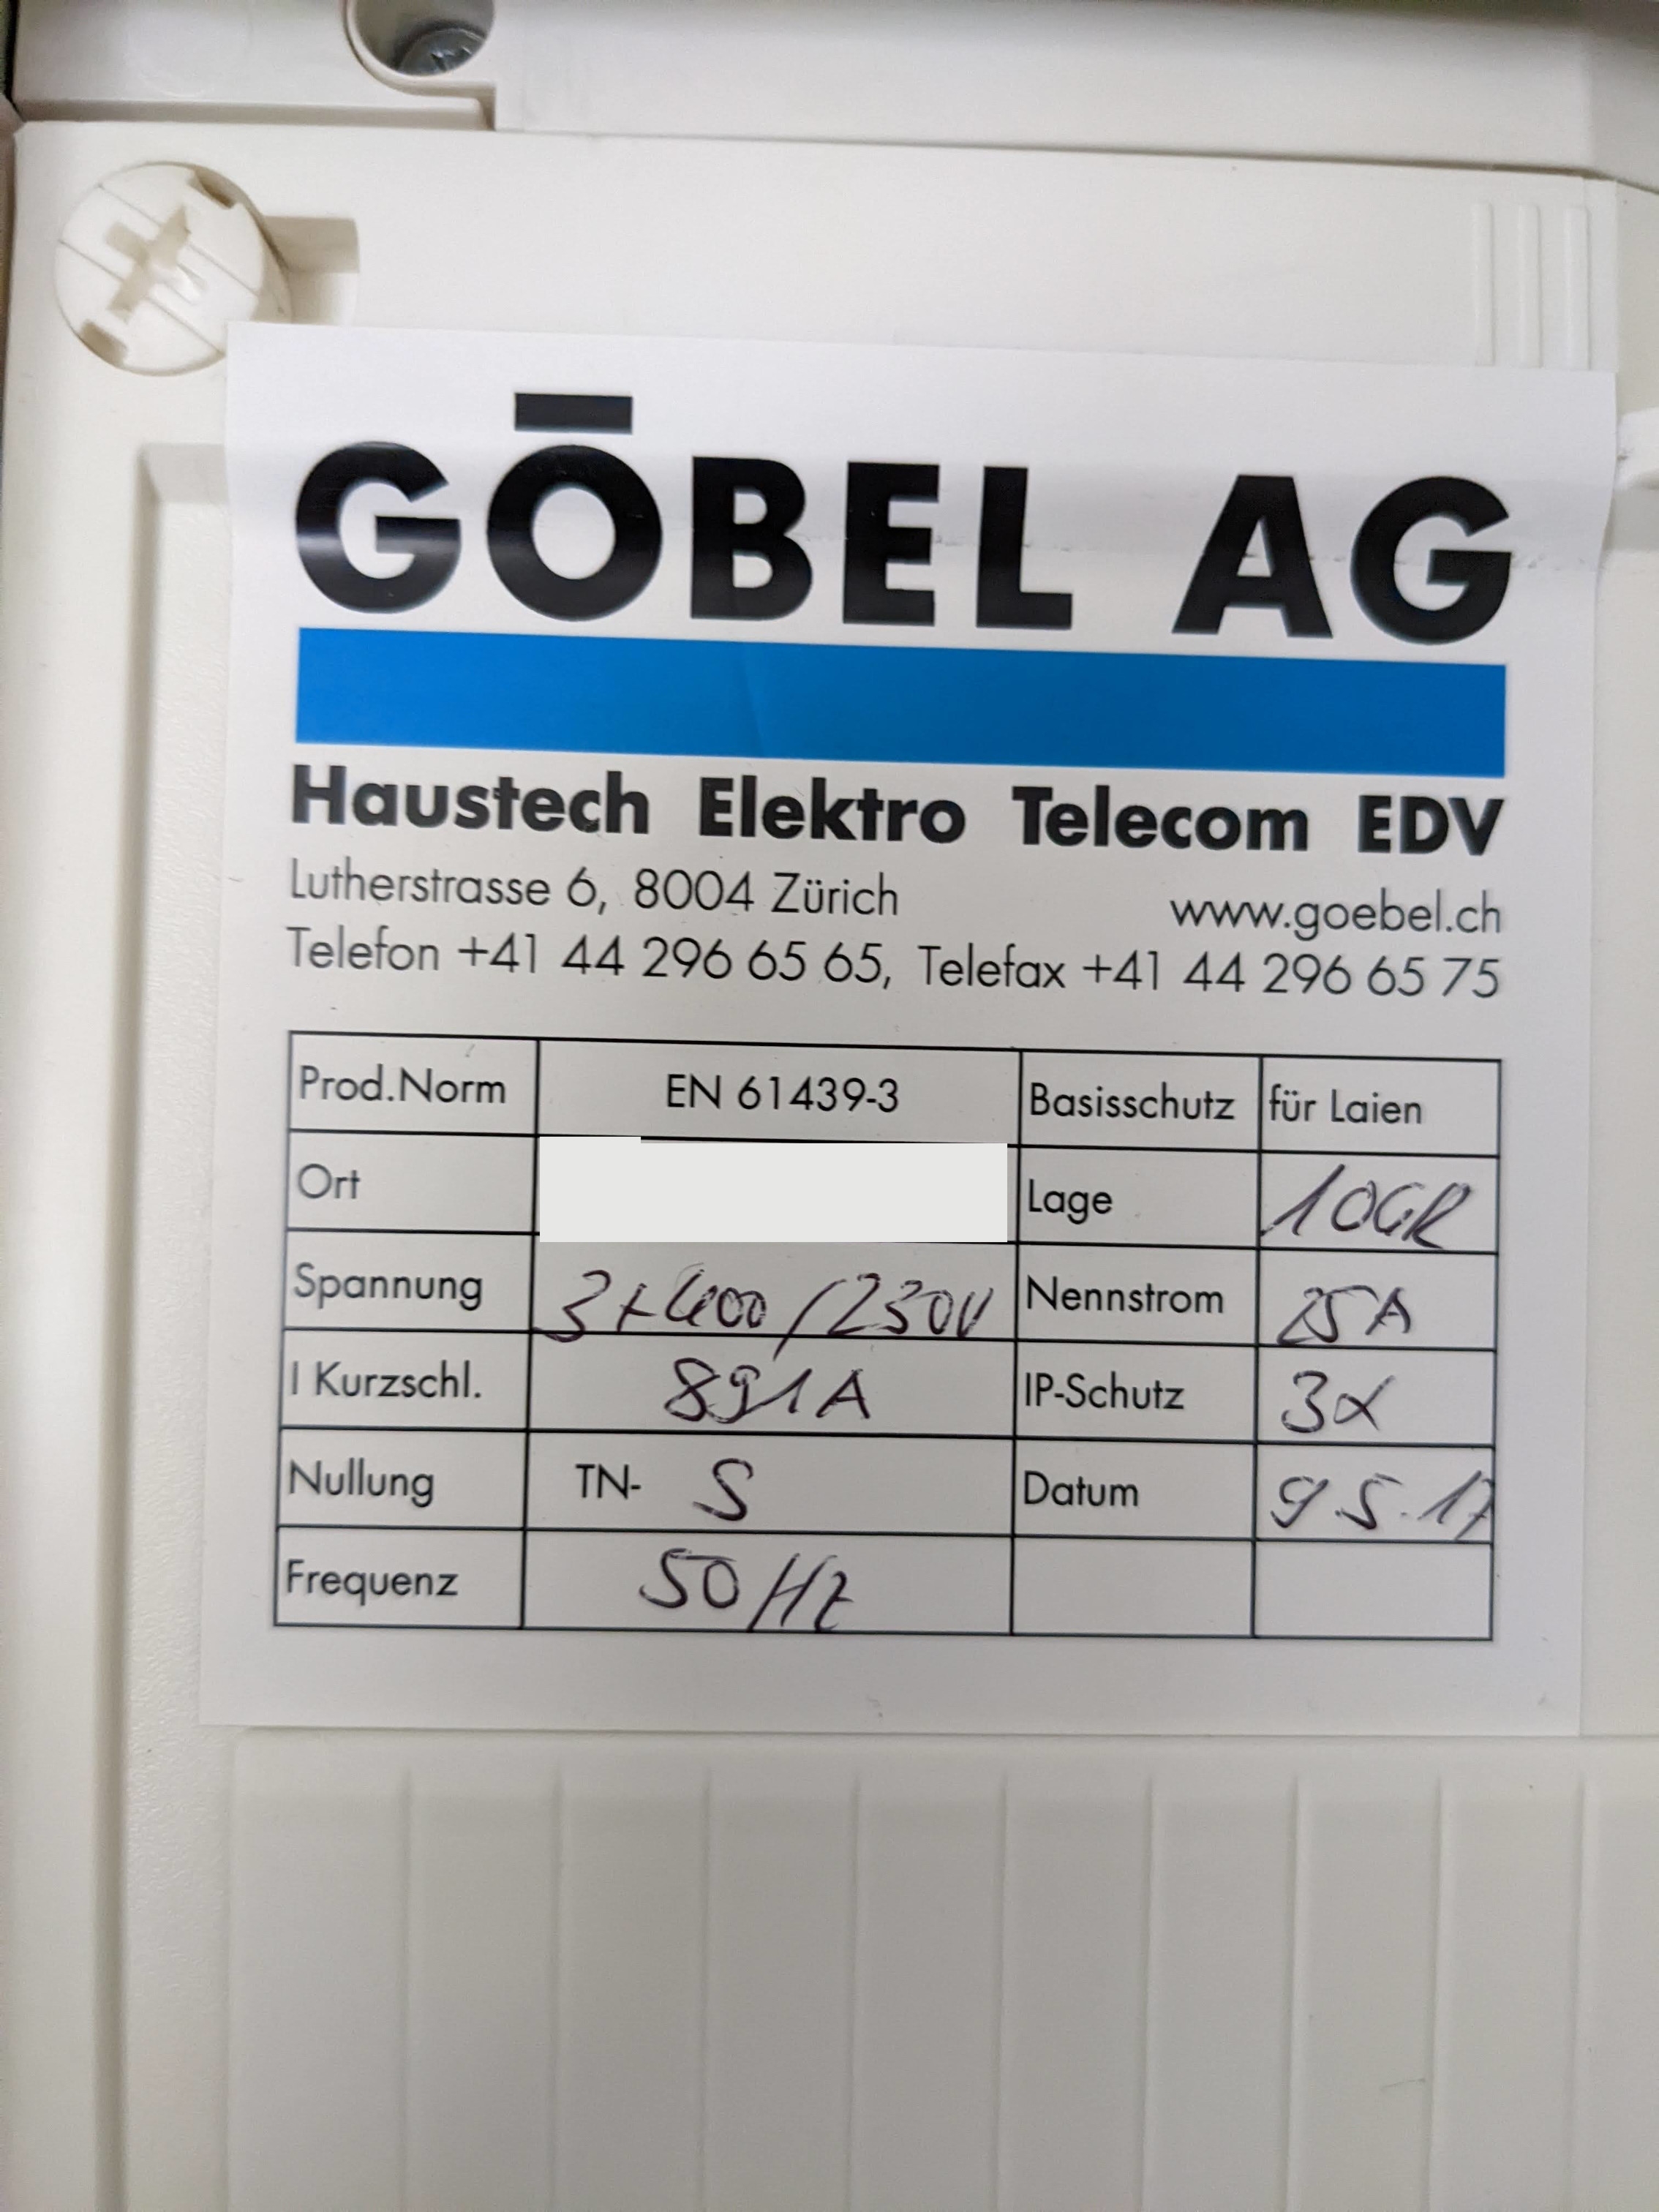 GÖBEL AG
Haustech Elektro Telecom EDV
Lutherstrasse 6, 8004 Zürich www.goebel.ch
Telefon +41 44 296 65 65, Telefax +41 44 296 65 75
Prod.Norm EN 61439-3 Basisschutz für Laien
Ort Lage 1OGR
Spannung 3x400/230V Nennstrom 25A
I Kurzschl. 891A IP-Schutz 3X
Nullung TN- S Datum 9.5.17
Frequenz 50Hz